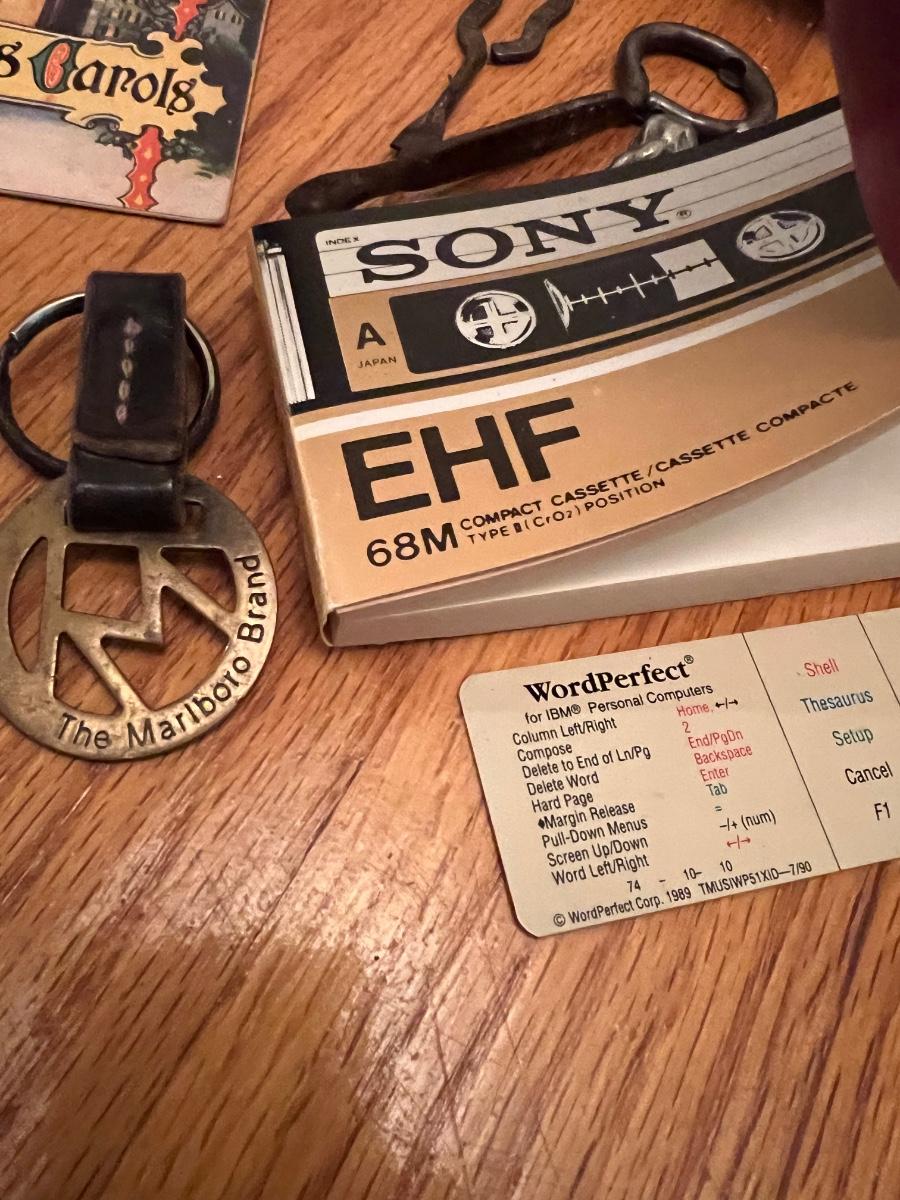 s Carols
INDEX
SONY®
A
JAPAN
EHF
68M COMPACT CASSETTE/CASSETTE COMPACTE
TYPE II (CrO2) POSITION
The Marlboro Brand
WordPerfect®
for IBM® Personal Computers
Column Left/Right Home, ←/→
Compose 2
Delete to End of Ln/Pg End/PgDn
Delete Word Backspace
Hard Page Enter
♦Margin Release Tab
Pull-Down Menus =
Screen Up/Down -/+ (num)
Word Left/Right ←/→
74 - 10- 10
© WordPerfect Corp. 1989 TMUSIWP51XID—7/90
Shell
Thesaurus
Setup
Cancel
F1